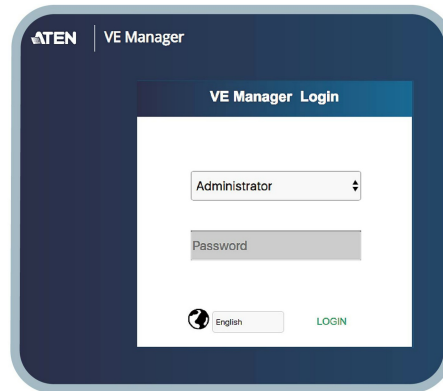 ATEN VE Manager
VE Manager Login
Administrator
Password
English LOGIN